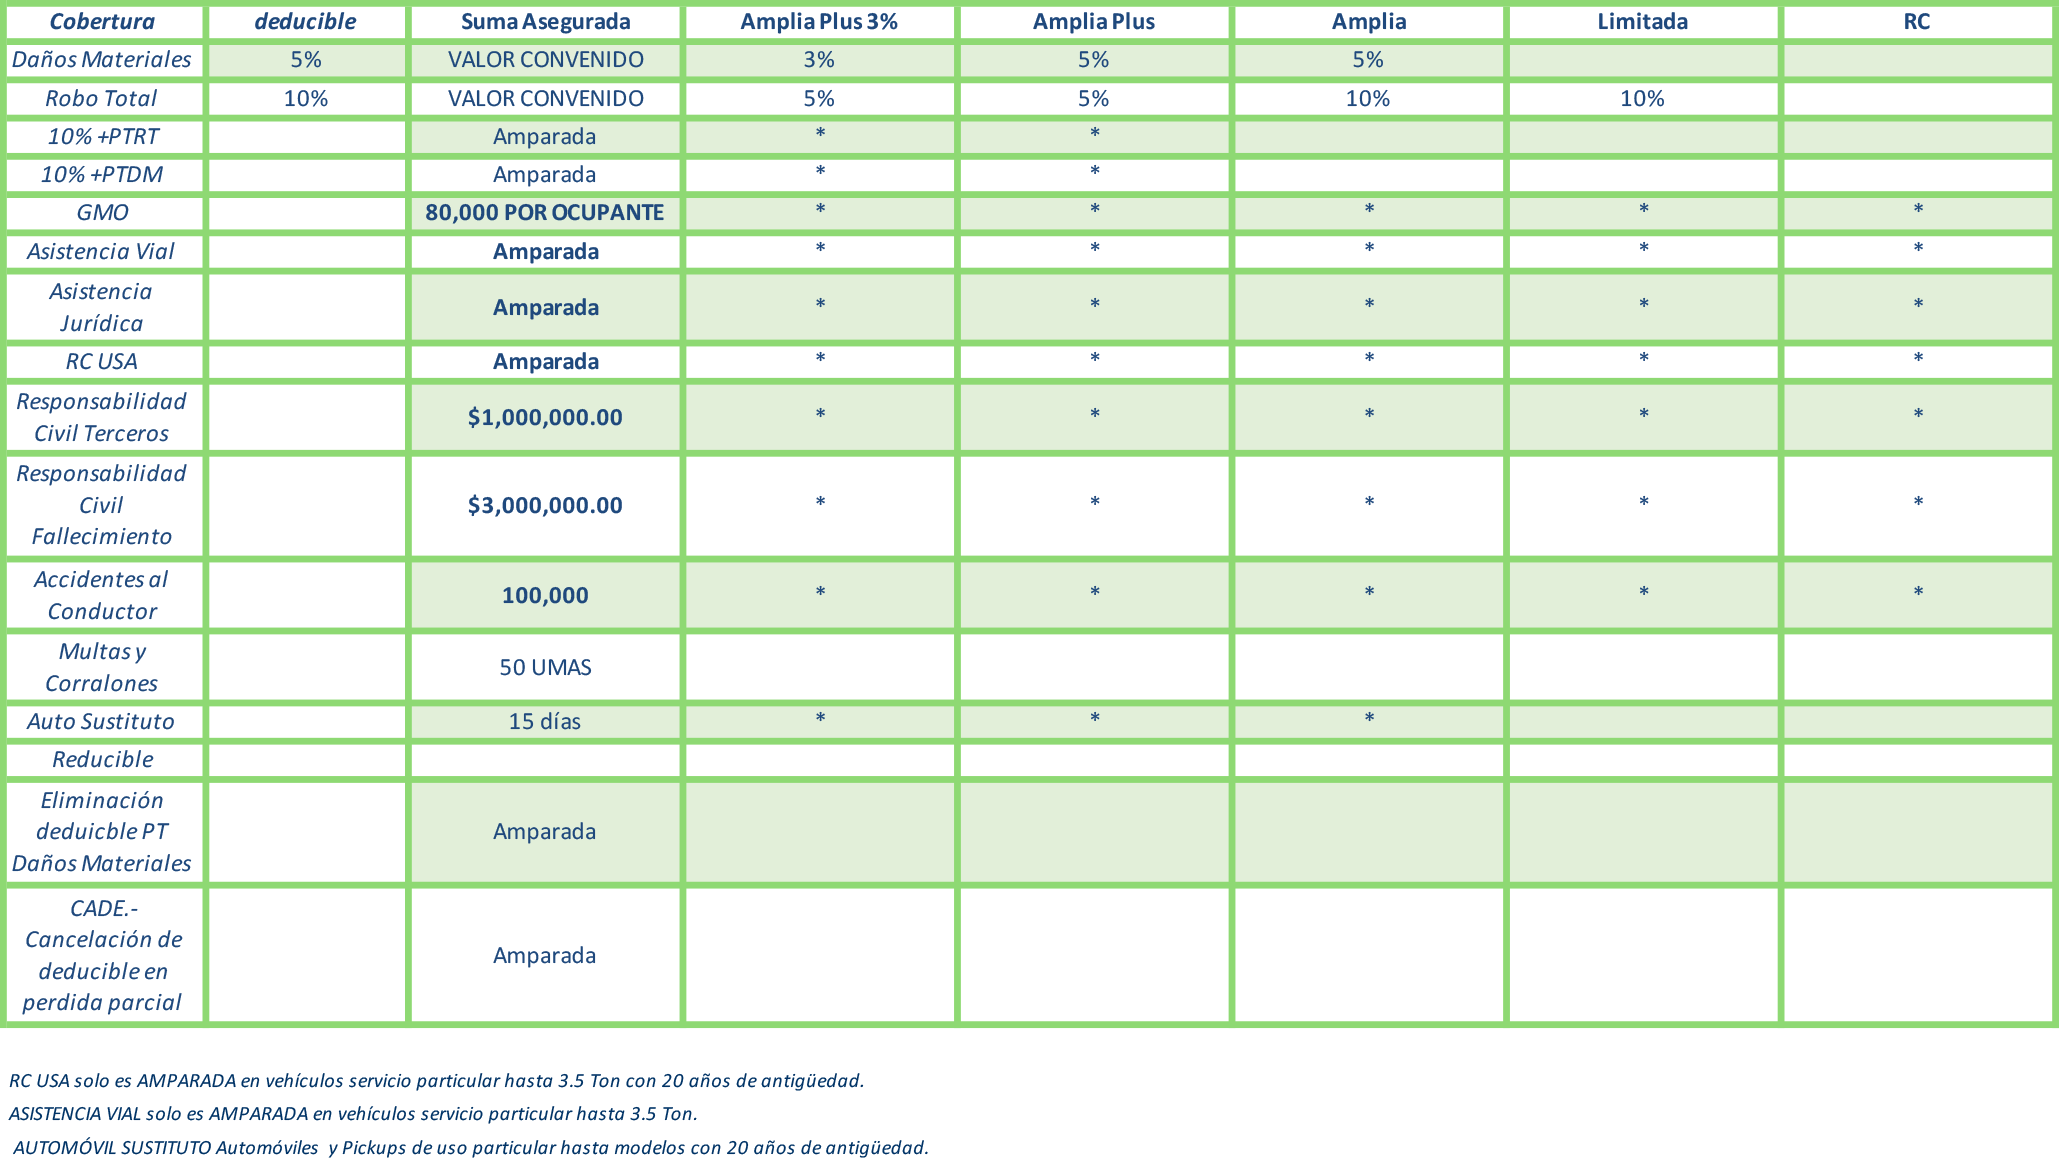 Cobertura deducible Suma Asegurada Amplia Plus 3% Amplia Plus Amplia Limitada RC
Daños Materiales 5% VALOR CONVENIDO 3% 5% 5%
Robo Total 10% VALOR CONVENIDO 5% 5% 10% 10%
10% +PTRT Amparada * *
10% +PTDM Amparada * *
GMO 80,000 POR OCUPANTE * * * * *
Asistencia Vial Amparada * * * * *
Asistencia
Jurídica Amparada * * * * *
RC USA Amparada * * * * *
Responsabilidad
Civil Terceros $1,000,000.00 * * * * *
Responsabilidad
Civil $3,000,000.00 * * * * *
Fallecimiento
Accidentes al
Conductor 100,000 * * * * *
Multas y
Corralones 50 UMAS
Auto Sustituto 15 días * * *
Reducible
Eliminación
deduicble PT Amparada
Daños Materiales
CADE.-
Cancelación de
deducible en Amparada
perdida parcial
RC USA solo es AMPARADA en vehículos servicio particular hasta 3.5 Ton con 20 años de antigüedad.
ASISTENCIA VIAL solo es AMPARADA en vehículos servicio particular hasta 3.5 Ton.
AUTOMÓVIL SUSTITUTO Automóviles y Pickups de uso particular hasta modelos con 20 años de antigüedad.